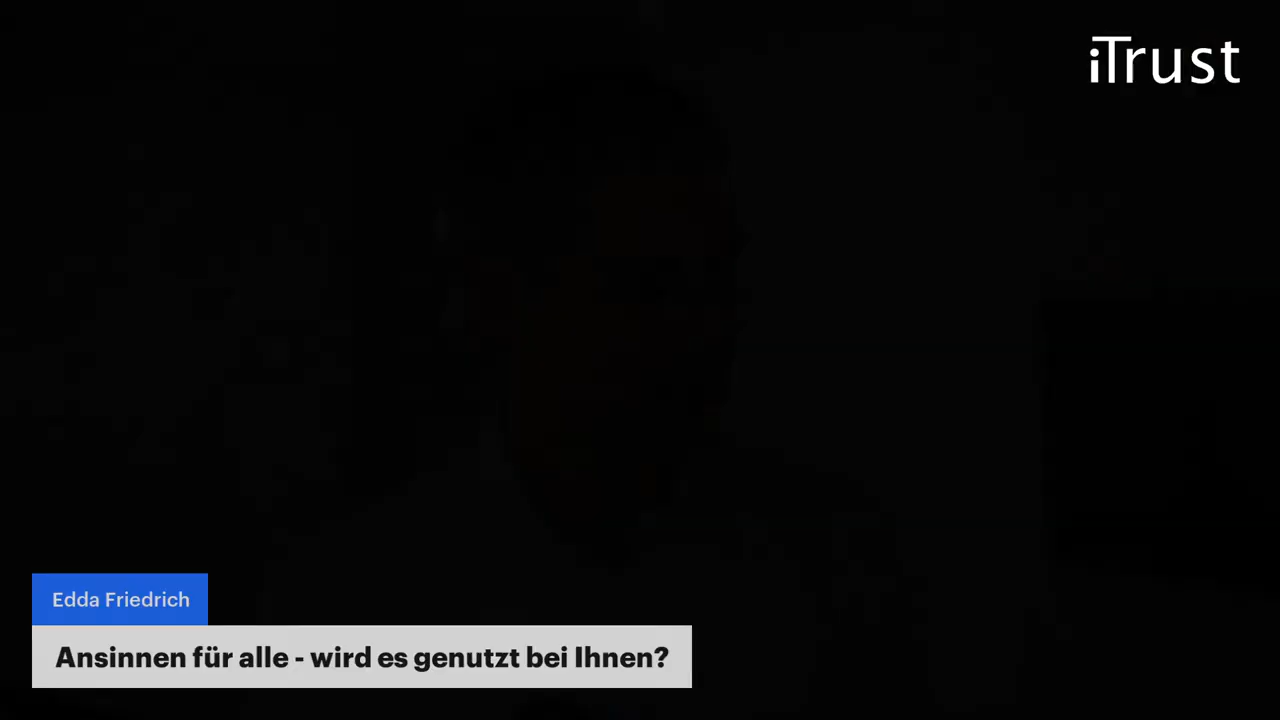 iTrust
Edda Friedrich
Ansinnen für alle - wird es genutzt bei Ihnen?